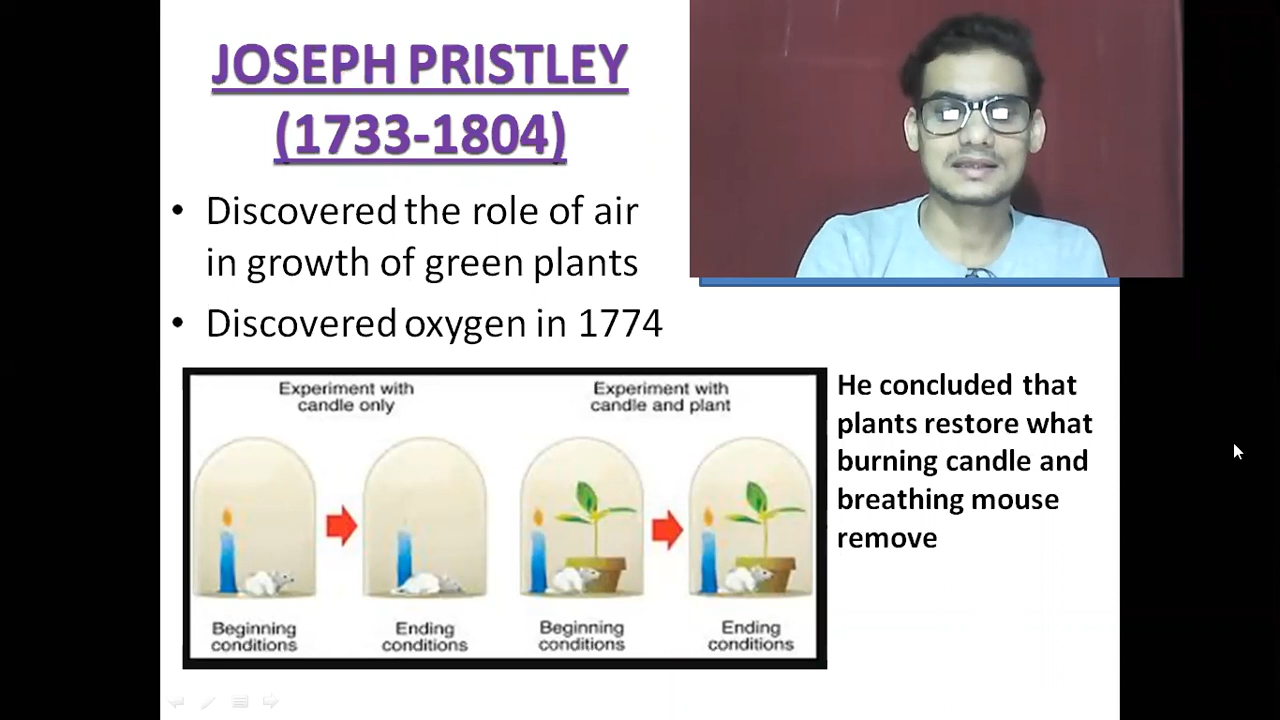 JOSEPH PRISTLEY
(1733-1804)
• Discovered the role of air
in growth of green plants
• Discovered oxygen in 1774
Experiment with
candle only
Experiment with
candle and plant
Beginning
conditions
Ending
conditions
Beginning
conditions
Ending
conditions
He concluded that
plants restore what
burning candle and
breathing mouse
remove